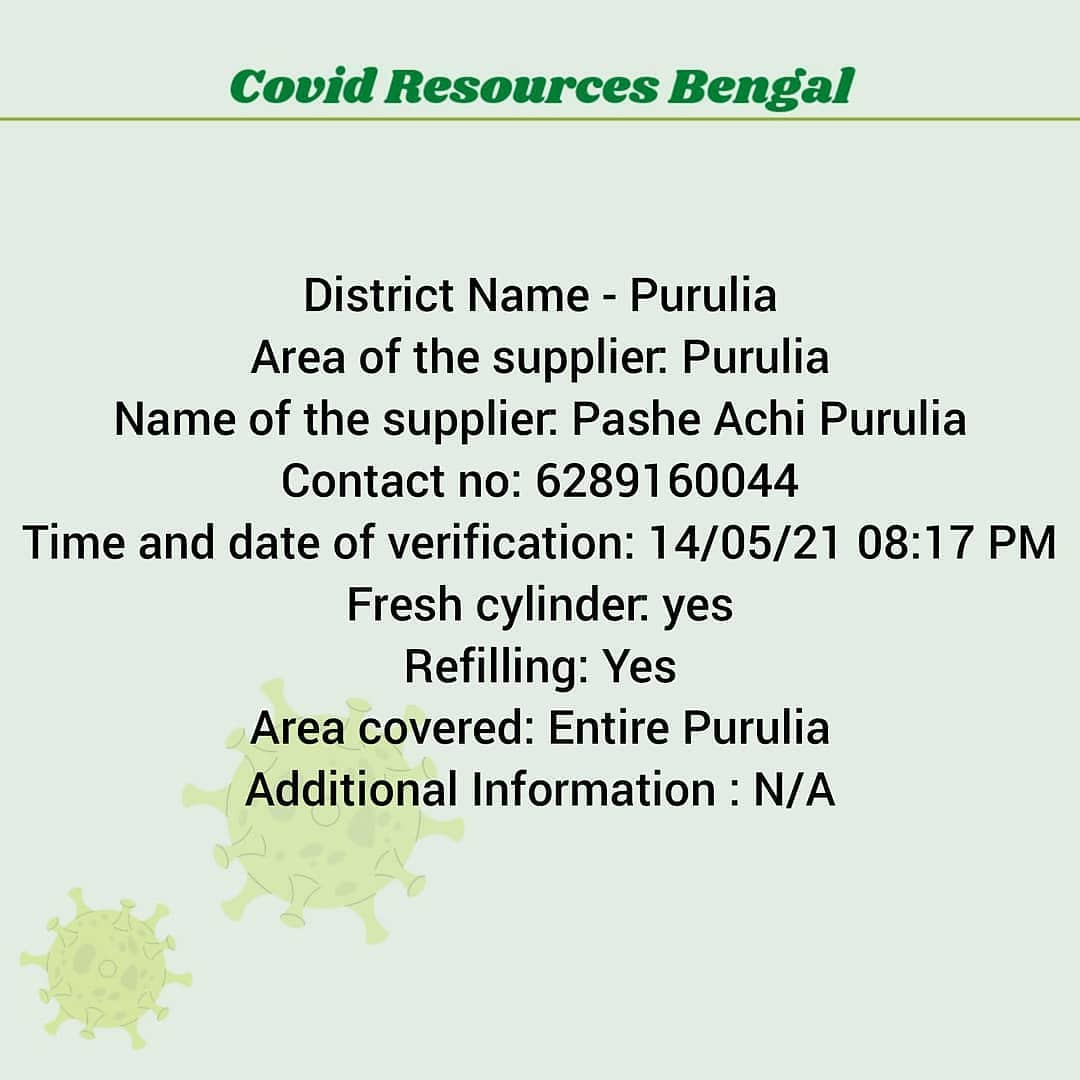 Covid Resources Bengal
District Name - Purulia
Area of the supplier: Purulia
Name of the supplier: Pashe Achi Purulia
Contact no: 6289160044
Time and date of verification: 14/05/21 08:17 PM
Fresh cylinder: yes
Refilling: Yes
Area covered: Entire Purulia
Additional Information : N/A